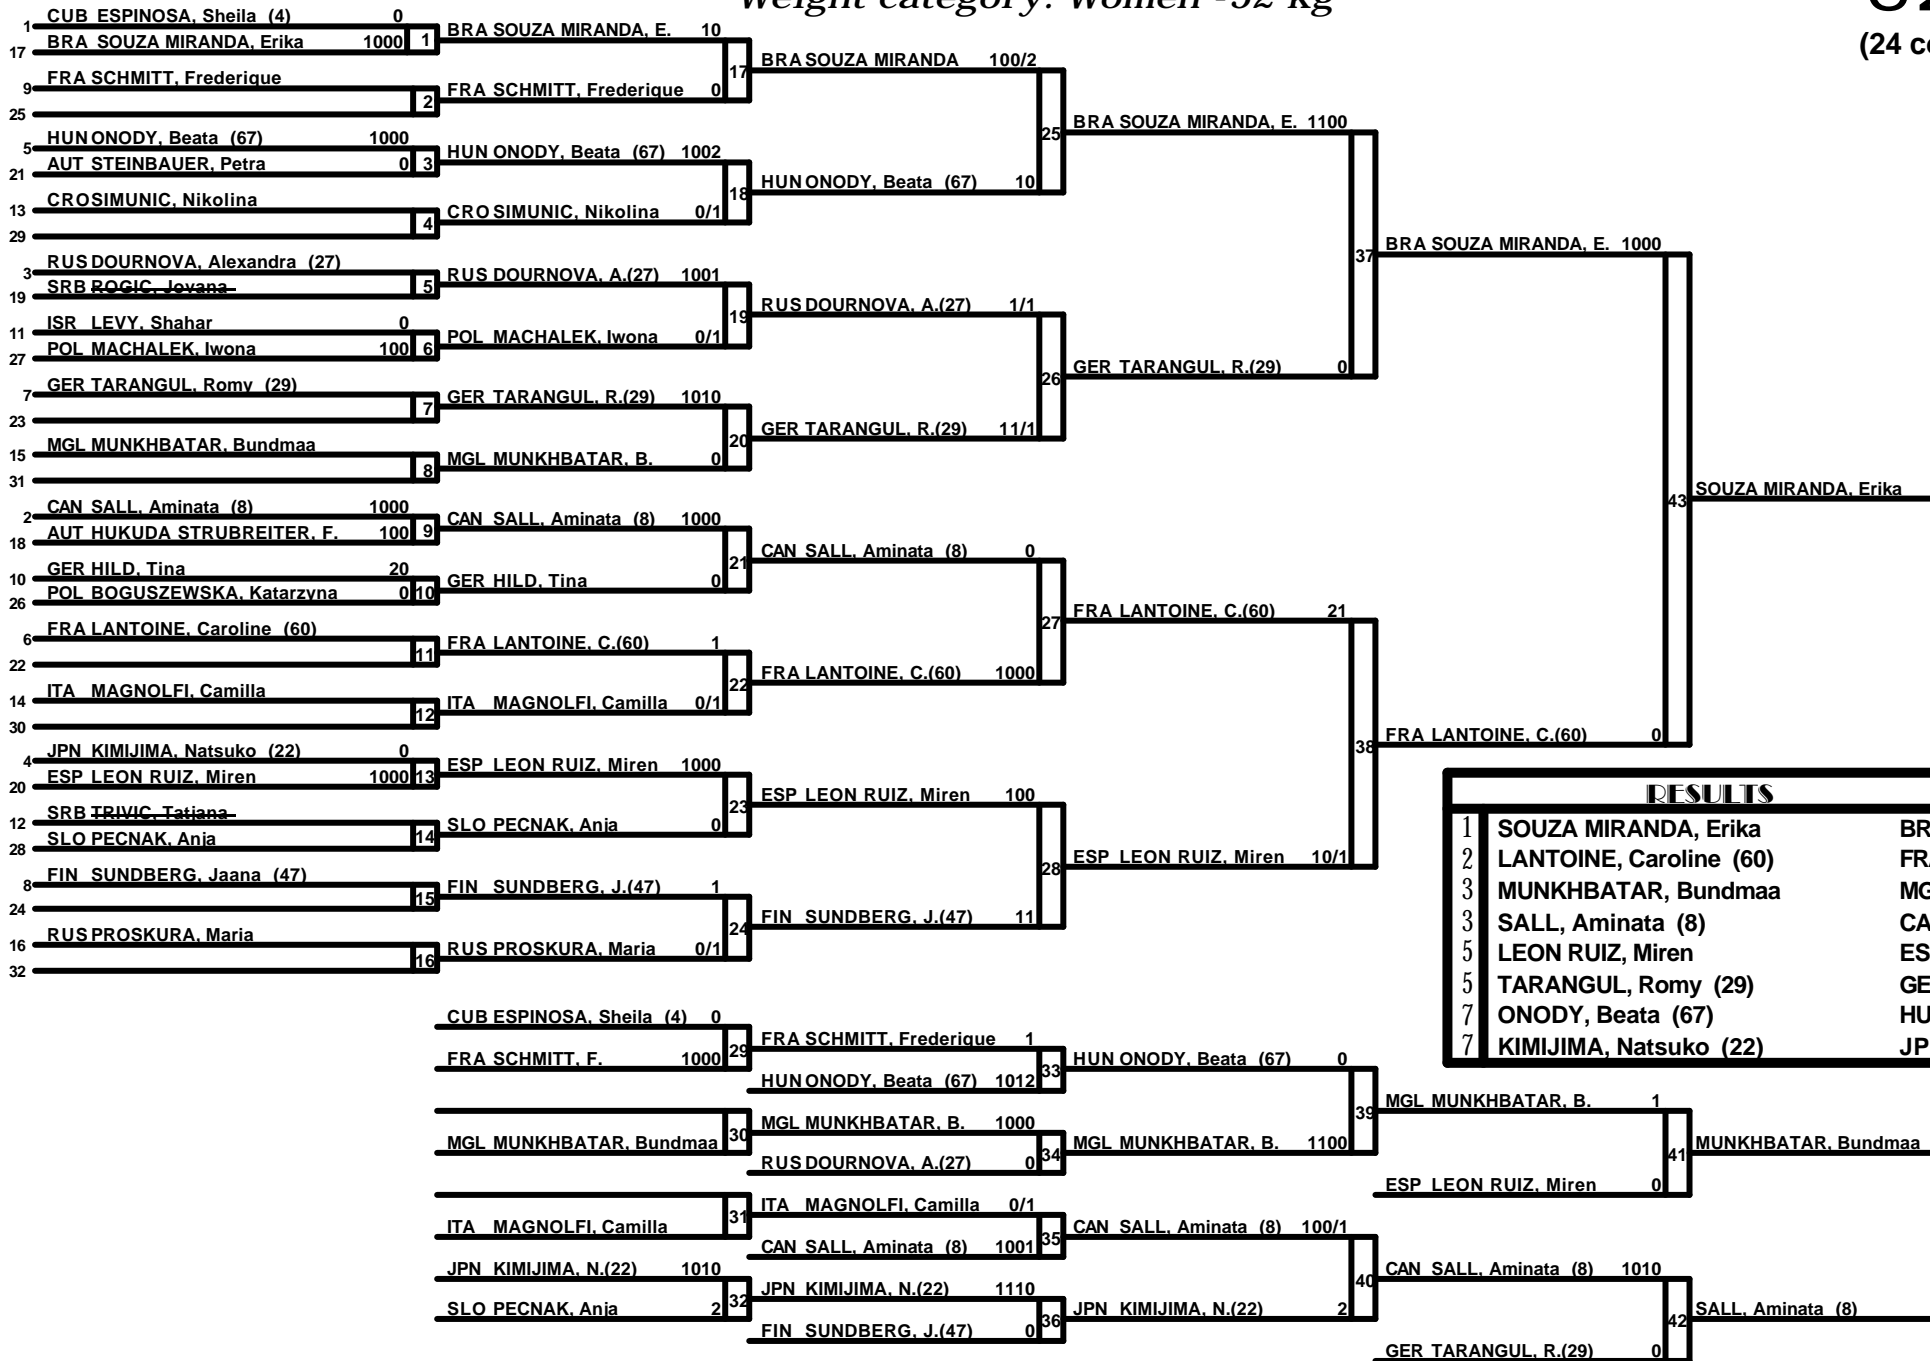 Weight category: Women -52 kg
(24 co
1 CUB ESPINOSA, Sheila (4) 0
17 BRA SOUZA MIRANDA, Erika 1000 1
9 FRA SCHMITT, Frederique
25 2
5 HUN ONODY, Beata (67) 1000
21 AUT STEINBAUER, Petra 0 3
13 CRO SIMUNIC, Nikolina
29 4
3 RUS DOURNOVA, Alexandra (27)
19 SRB ROGIC, Jovana 5
11 ISR LEVY, Shahar 0
27 POL MACHALEK, Iwona 100 6
7 GER TARANGUL, Romy (29)
23 7
15 MGL MUNKHBATAR, Bundmaa
31 8
2 CAN SALL, Aminata (8) 1000
18 AUT HUKUDA STRUBREITER, F. 100 9
10 GER HILD, Tina 20
26 POL BOGUSZEWSKA, Katarzyna 0 10
6 FRA LANTOINE, Caroline (60)
22 11
14 ITA MAGNOLFI, Camilla
30 12
4 JPN KIMIJIMA, Natsuko (22) 0
20 ESP LEON RUIZ, Miren 1000 13
12 SRB TRIVIC, Tatjana
28 SLO PECNAK, Anja 14
8 FIN SUNDBERG, Jaana (47)
24 15
16 RUS PROSKURA, Maria
32 16
BRA SOUZA MIRANDA, E. 10
17
FRA SCHMITT, Frederique 0
HUN ONODY, Beata (67) 1002
18
CRO SIMUNIC, Nikolina 0/1
RUS DOURNOVA, A.(27) 1001
19
POL MACHALEK, Iwona 0/1
GER TARANGUL, R.(29) 1010
20
MGL MUNKHBATAR, B. 0
CAN SALL, Aminata (8) 1000
21
GER HILD, Tina 0
FRA LANTOINE, C.(60) 1
22
ITA MAGNOLFI, Camilla 0/1
ESP LEON RUIZ, Miren 1000
23
SLO PECNAK, Anja 0
FIN SUNDBERG, J.(47) 1
24
RUS PROSKURA, Maria 0/1
BRA SOUZA MIRANDA 100/2
25
HUN ONODY, Beata (67) 10
RUS DOURNOVA, A.(27) 1/1
26
GER TARANGUL, R.(29) 11/1
CAN SALL, Aminata (8) 0
27
FRA LANTOINE, C.(60) 1000
ESP LEON RUIZ, Miren 100
28
FIN SUNDBERG, J.(47) 11
BRA SOUZA MIRANDA, E. 1100
37
GER TARANGUL, R.(29) 0
FRA LANTOINE, C.(60) 21
38
ESP LEON RUIZ, Miren 10/1
BRA SOUZA MIRANDA, E. 1000
43
FRA LANTOINE, C.(60) 0
SOUZA MIRANDA, Erika
RESULTS
1 SOUZA MIRANDA, Erika BR
2 LANTOINE, Caroline (60) FR
3 MUNKHBATAR, Bundmaa MG
3 SALL, Aminata (8) CA
5 LEON RUIZ, Miren ES
5 TARANGUL, Romy (29) GE
7 ONODY, Beata (67) HU
7 KIMIJIMA, Natsuko (22) JP
CUB ESPINOSA, Sheila (4) 0
29
FRA SCHMITT, F. 1000
30
MGL MUNKHBATAR, Bundmaa
31
ITA MAGNOLFI, Camilla
JPN KIMIJIMA, N.(22) 1010
32
SLO PECNAK, Anja 2
FRA SCHMITT, Frederique 1
33
HUN ONODY, Beata (67) 1012
MGL MUNKHBATAR, B. 1000
34
RUS DOURNOVA, A.(27) 0
ITA MAGNOLFI, Camilla 0/1
35
CAN SALL, Aminata (8) 1001
JPN KIMIJIMA, N.(22) 1110
36
FIN SUNDBERG, J.(47) 0
HUN ONODY, Beata (67) 0
39
MGL MUNKHBATAR, B. 1100
CAN SALL, Aminata (8) 100/1
40
JPN KIMIJIMA, N.(22) 2
MGL MUNKHBATAR, B. 1
41
ESP LEON RUIZ, Miren 0
CAN SALL, Aminata (8) 1010
42
GER TARANGUL, R.(29) 0
MUNKHBATAR, Bundmaa
SALL, Aminata (8)